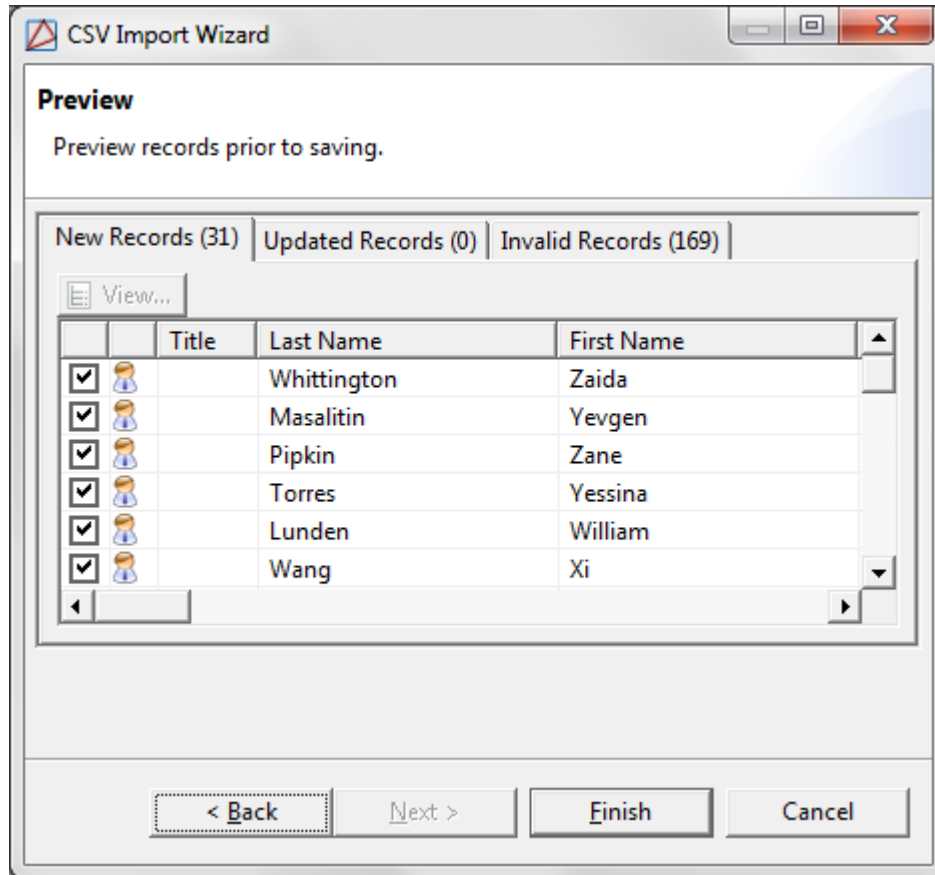 CSV Import Wizard
Preview
Preview records prior to saving.
New Records (31) Updated Records (0) Invalid Records (169)
View...
Title Last Name First Name
Whittington Zaida
Masalitin Yevgen
Pipkin Zane
Torres Yessina
Lunden William
Wang Xi
< Back Next > Finish Cancel